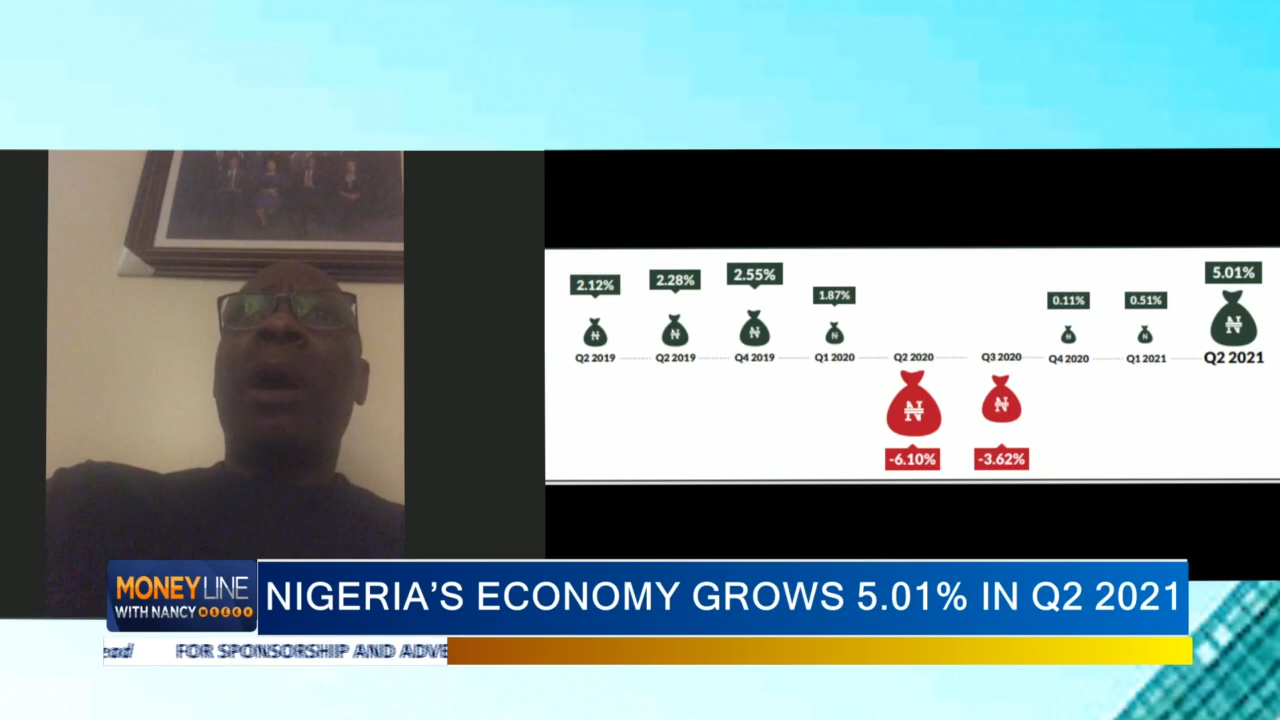 2.12%
2.28%
2.55%
1.87%
0.11%
0.51%
5.01%
Q2 2019
Q2 2019
Q4 2019
Q1 2020
Q2 2020
Q3 2020
Q4 2020
Q1 2021
Q2 2021
-6.10%
-3.62%
MONEYLINE
WITH NANCY
NIGERIA’S ECONOMY GROWS 5.01% IN Q2 2021
FOR SPONSORSHIP AND ADVE